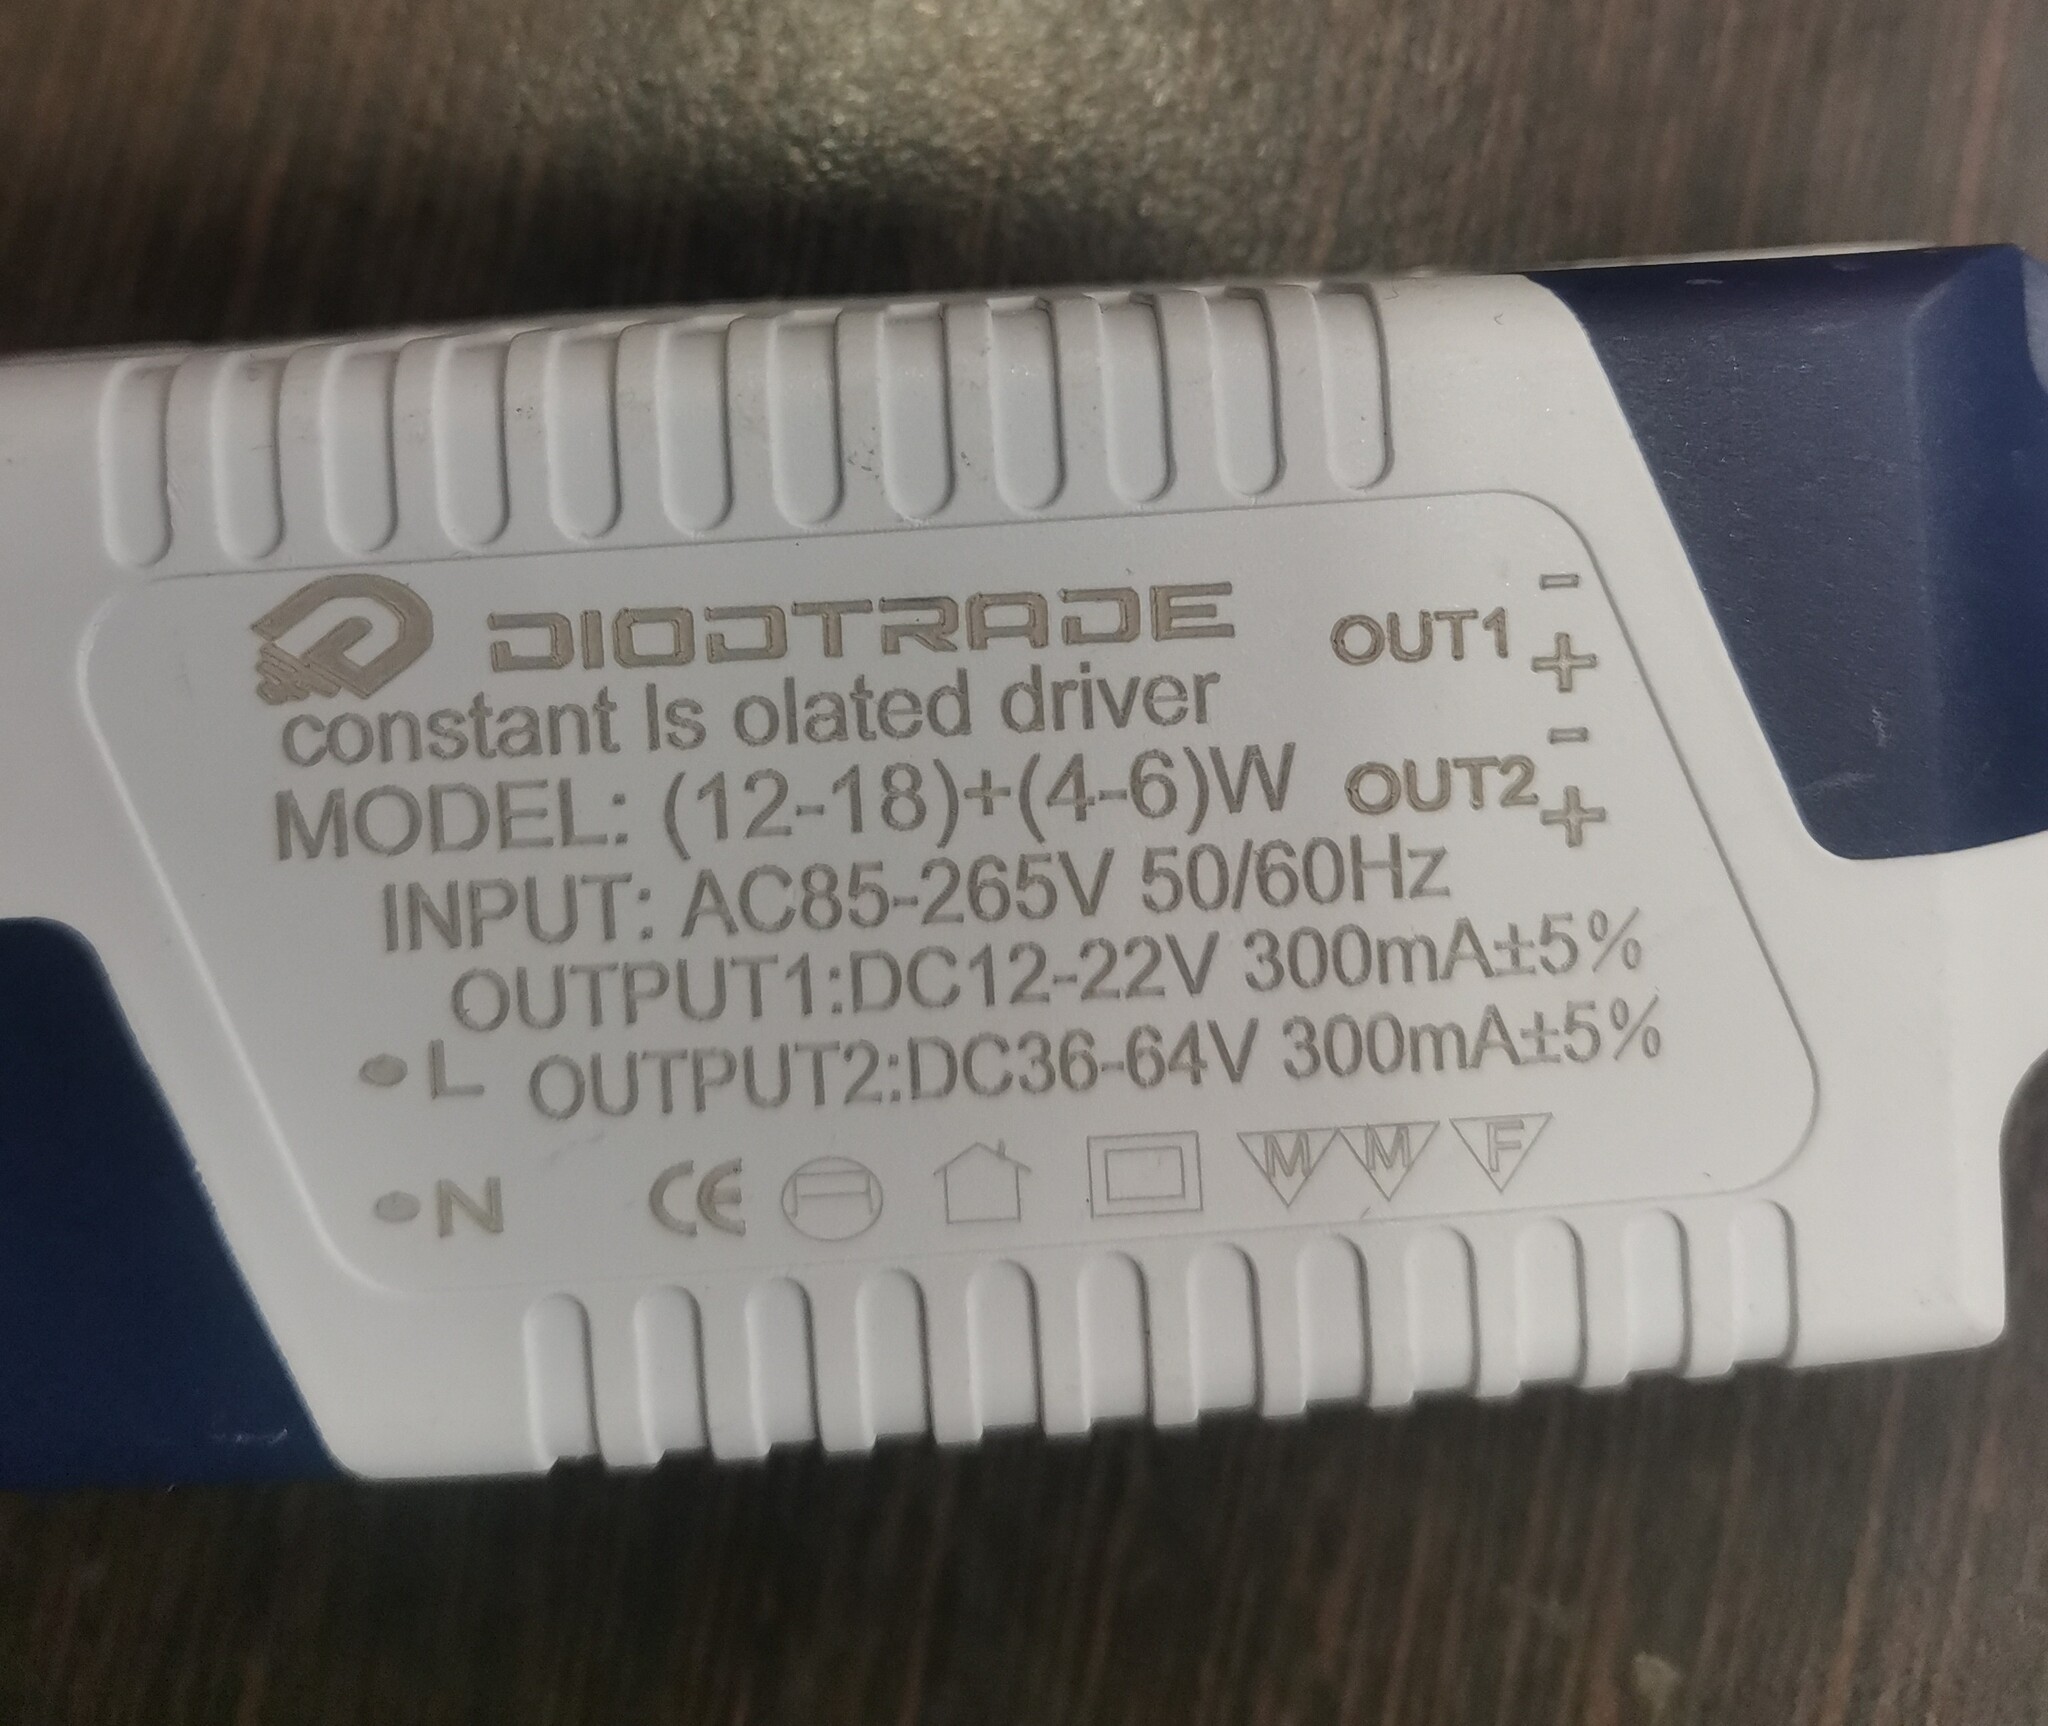 DIODTRADE
constant Is olated driver
MODEL: (12-18)+(4-6)W
INPUT: AC85-265V 50/60Hz
OUTPUT1:DC12-22V 300mA±5%
OUTPUT2:DC36-64V 300mA±5%
OUT1 - +
OUT2 - +
L
N
CE M M F